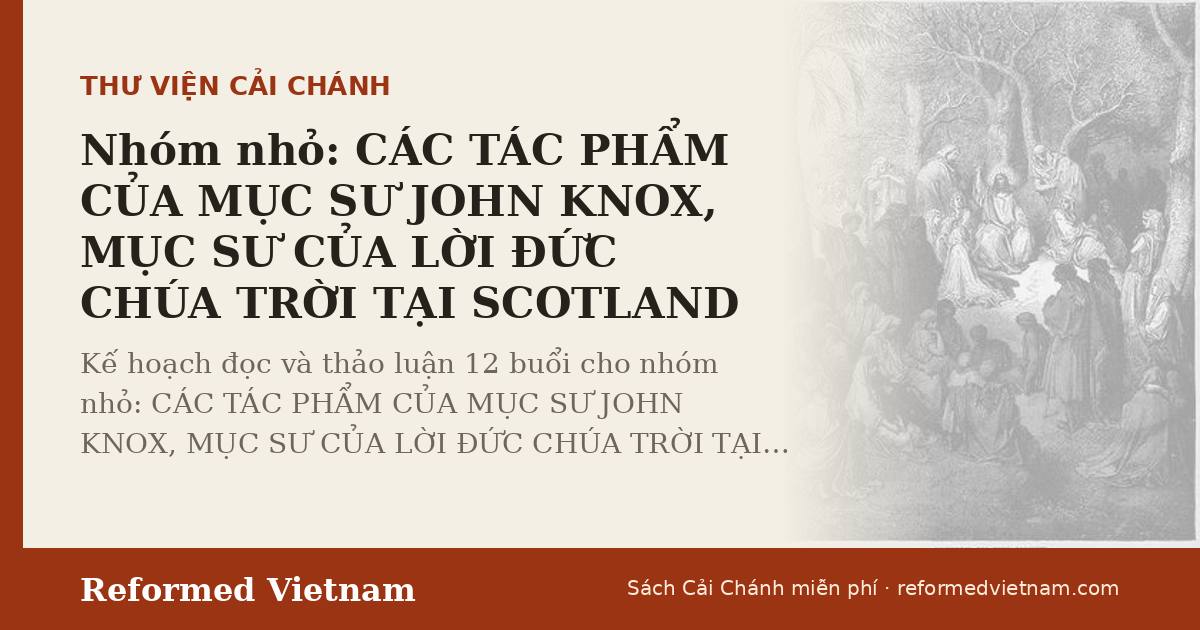 THƯ VIỆN CẢI CHÁNH
Nhóm nhỏ: CÁC TÁC PHẨM
CỦA MỤC SƯ JOHN KNOX,
MỤC SƯ CỦA LỜI ĐỨC
CHÚA TRỜI TẠI SCOTLAND
Kế hoạch đọc và thảo luận 12 buổi cho nhóm
nhỏ: CÁC TÁC PHẨM CỦA MỤC SƯ JOHN
KNOX, MỤC SƯ CỦA LỜI ĐỨC CHÚA TRỜI TẠI...
Reformed Vietnam
Sách Cải Chánh miễn phí · reformedvietnam.com